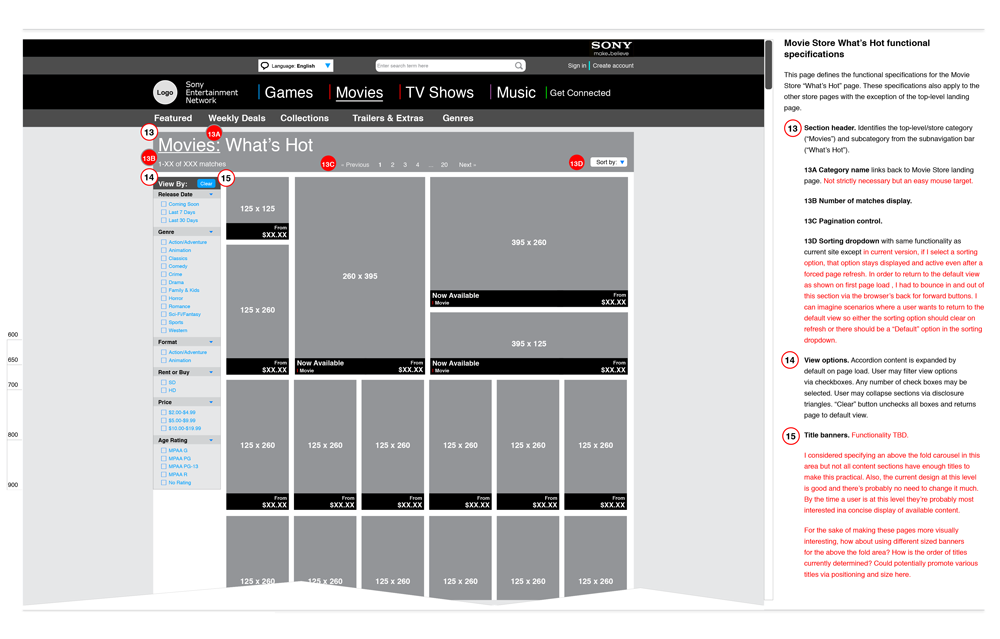 SONY
make.believe
Language: English
Enter search term here
Sign in | Create account
Logo
Sony
Entertainment
Network
Games
Movies
TV Shows
Music
Get Connected
Featured
Weekly Deals
Collections
Trailers & Extras
Genres
13
13A
Movies: What's Hot
13B
1-XX of XXX matches
13C
« Previous 1 2 3 4 ... 20 Next »
13D
Sort by:
14
View By:
Clear
15
Release Date
Coming Soon
Last 7 Days
Last 30 Days
Genre
Action/Adventure
Animation
Classics
Comedy
Crime
Drama
Family & Kids
Horror
Romance
Sci-Fi/Fantasy
Sports
Western
Format
Action/Adventure
Animation
Rent or Buy
SD
HD
Price
$2.00-$4.99
$5.00-$9.99
$10.00-$19.99
Age Rating
MPAA G
MPAA PG
MPAA PG-13
MPAA R
No Rating
125 x 125
From
$XX.XX
125 x 260
From
$XX.XX
260 x 395
Now Available
Movie
From
$XX.XX
395 x 260
Now Available
Movie
From
$XX.XX
395 x 125
Now Available
Movie
From
$XX.XX
125 x 260
From
$XX.XX
125 x 260
From
$XX.XX
125 x 260
From
$XX.XX
125 x 260
From
$XX.XX
125 x 260
From
$XX.XX
125 x 260
From
$XX.XX
125 x 260
125 x 260
125 x 260
125 x 260
125 x 260
125 x 260
600
650
700
800
900
Movie Store What's Hot functional
specifications
This page defines the functional specifications for the Movie
Store "What's Hot" page. These specifications also apply to the
other store pages with the exception of the top-level landing
page.
13
Section header. Identifies the top-level/store category
("Movies") and subcategory from the subnavigation bar
("What's Hot").
13A Category name links back to Movie Store landing
page. Not strictly necessary but an easy mouse target.
13B Number of matches display.
13C Pagination control.
13D Sorting dropdown with same functionality as
current site except in current version, if I select a sorting
option, that option stays displayed and active even after a
forced page refresh. In order to return to the default view
as shown on first page load , I had to bounce in and out of
this section via the browser's back for forward buttons. I
can imagine scenarios where a user wants to return to the
default view so either the sorting option should clear on
refresh or there should be a "Default" option in the sorting
dropdown.
14
View options. Accordion content is expanded by
default on page load. User may filter view options
via checkboxes. Any number of check boxes may be
selected. User may collapse sections via disclosure
triangles. "Clear" button unchecks all boxes and returns
page to default view.
15
Title banners. Functionality TBD.
I considered specifying an above the fold carousel in this
area but not all content sections have enough titles to
make this practical. Also, the current design at this level
is good and there's probably no need to change it much.
By the time a user is at this level they're probably most
interested ina concise display of available content.
For the sake of making these pages more visually
interesting, how about using different sized banners
for the above the fold area? How is the order of titles
currently determined? Could potentially promote various
titles via positioning and size here.